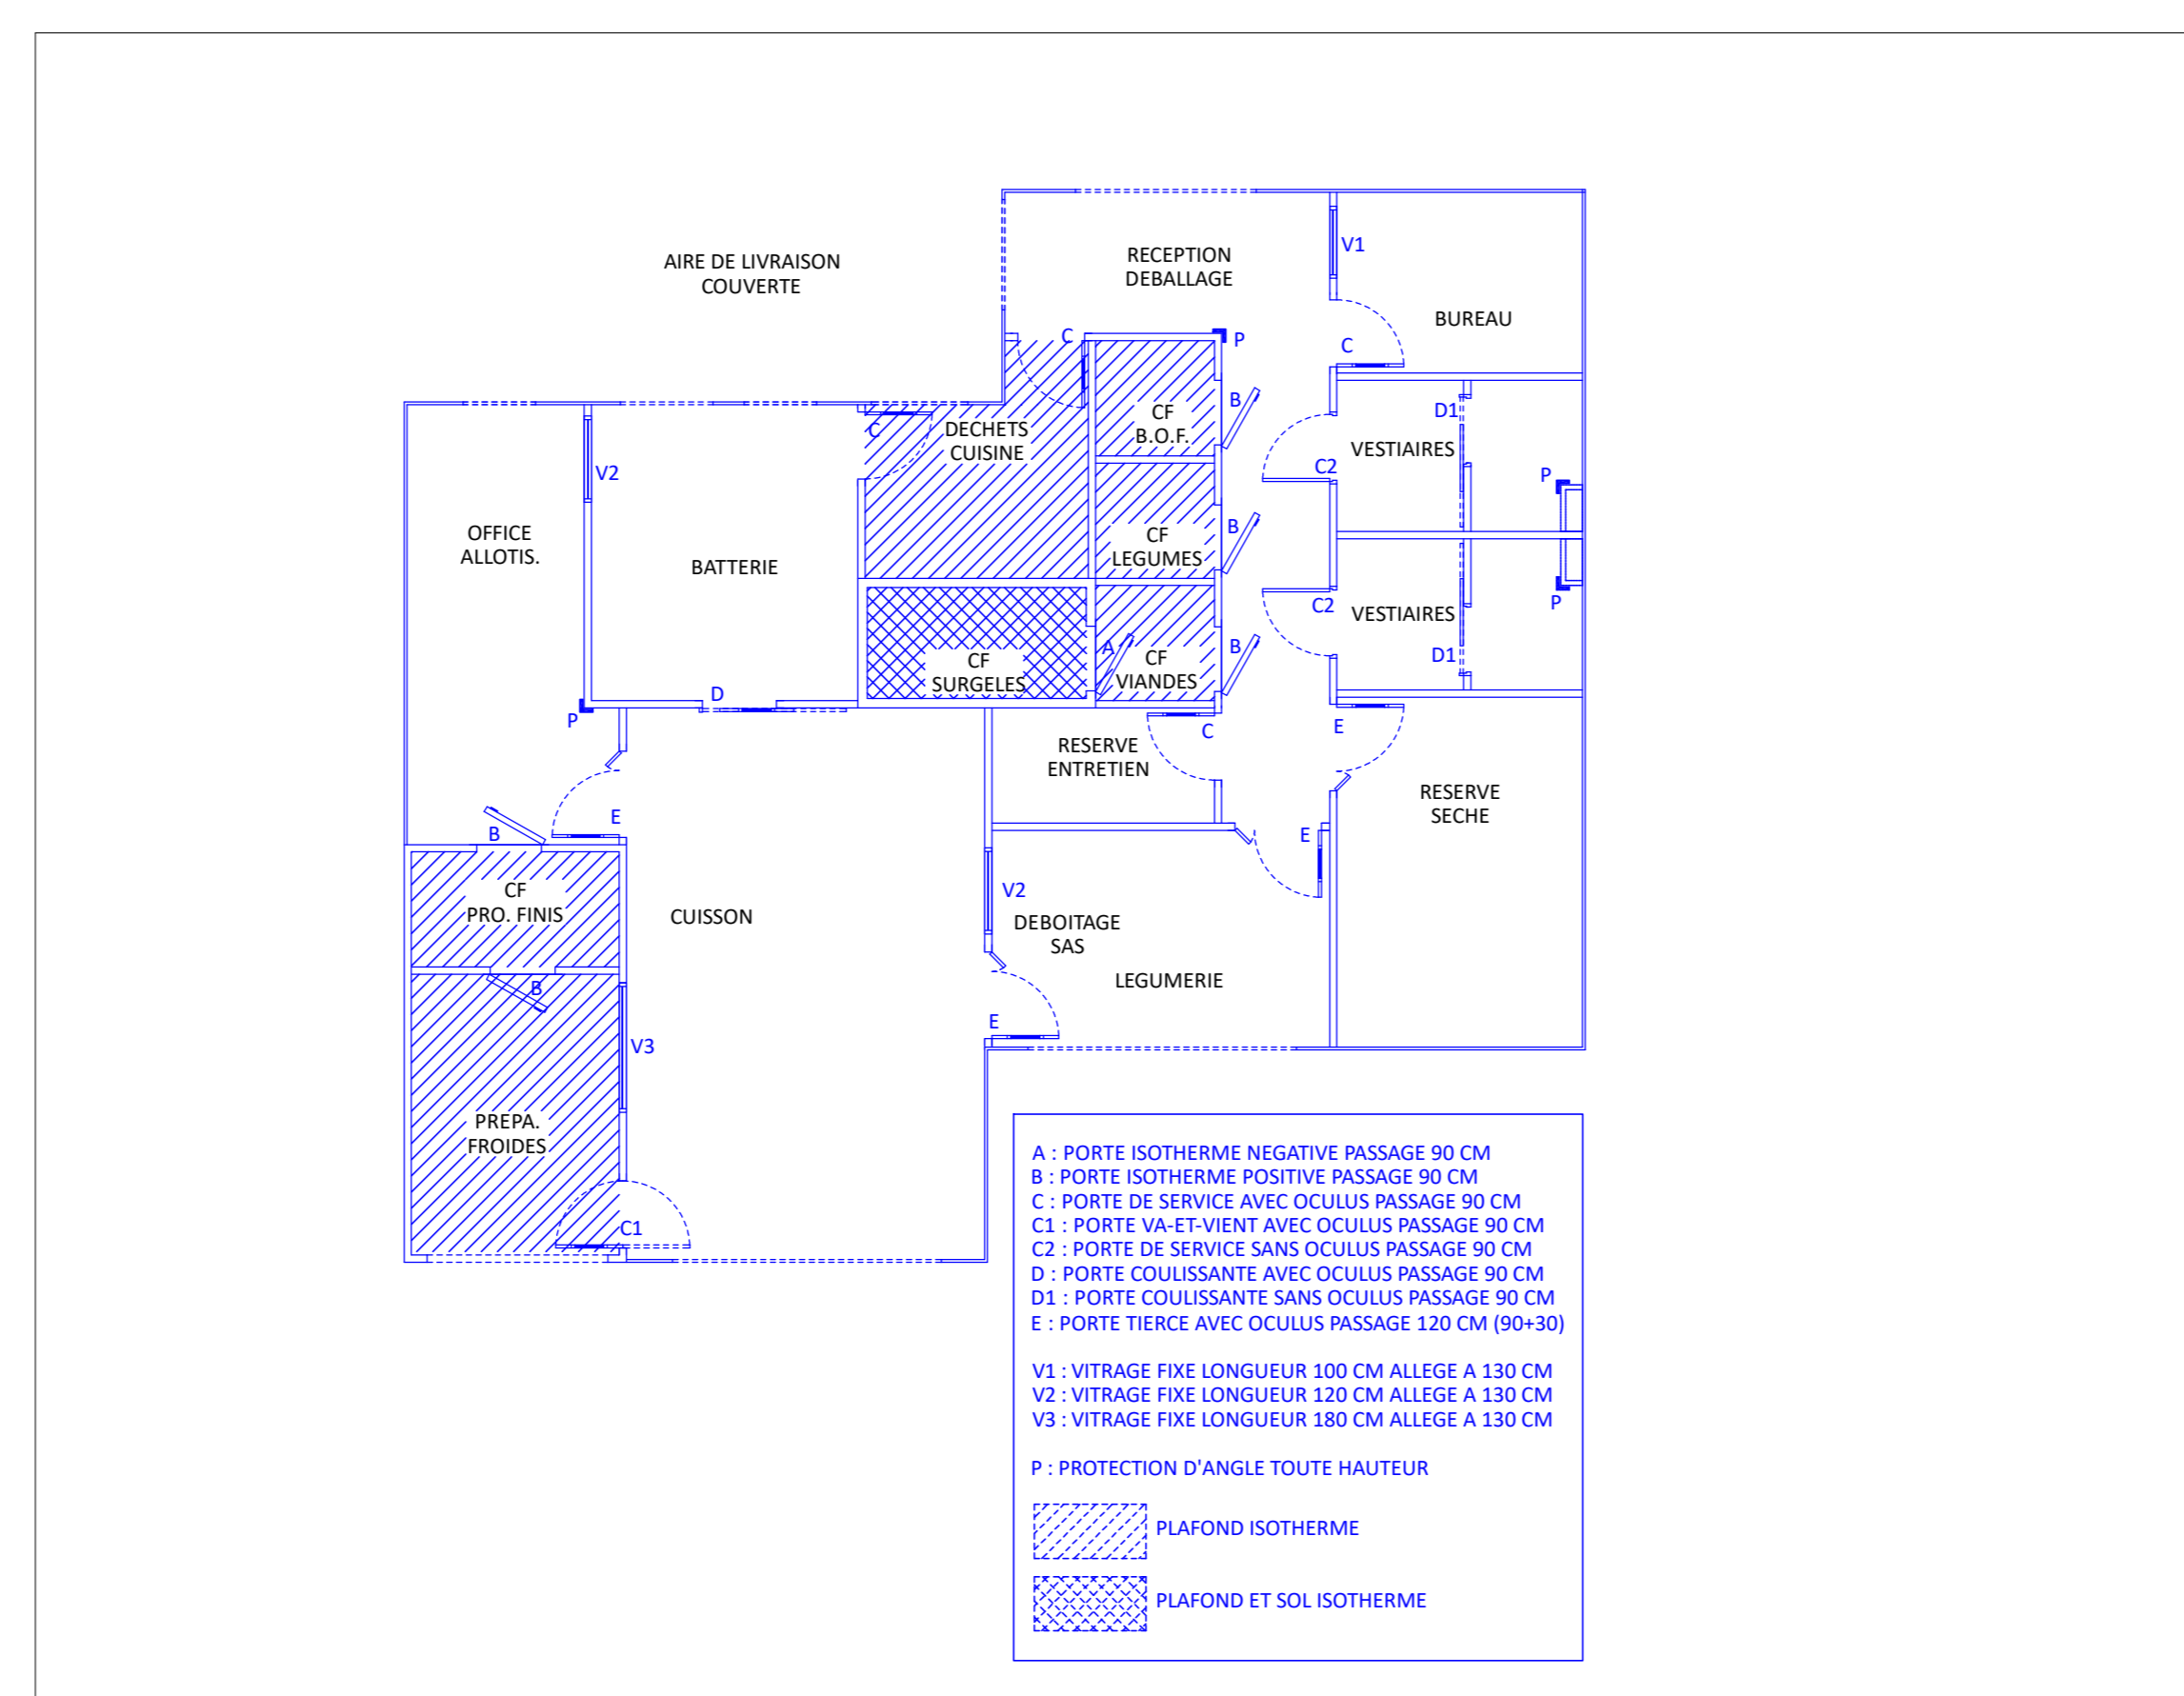 AIRE DE LIVRAISON
COUVERTE
RECEPTION
DEBALLAGE
V1
BUREAU
C
C
P
B
CF
B.O.F.
D1
VESTIAIRES
C2
P
C
DECHETS
CUISINE
V2
OFFICE
ALLOTIS.
BATTERIE
B
CF
LEGUMES
C2
VESTIAIRES
P
D1
A
B
CF
VIANDES
CF
SURGELES
D
P
C
E
RESERVE
ENTRETIEN
RESERVE
SECHE
E
B
E
CF
PRO. FINIS
CUISSON
V2
DEBOITAGE
SAS
LEGUMERIE
B
E
V3
PREPA.
FROIDES
C1
A : PORTE ISOTHERME NEGATIVE PASSAGE 90 CM
B : PORTE ISOTHERME POSITIVE PASSAGE 90 CM
C : PORTE DE SERVICE AVEC OCULUS PASSAGE 90 CM
C1 : PORTE VA-ET-VIENT AVEC OCULUS PASSAGE 90 CM
C2 : PORTE DE SERVICE SANS OCULUS PASSAGE 90 CM
D : PORTE COULISSANTE AVEC OCULUS PASSAGE 90 CM
D1 : PORTE COULISSANTE SANS OCULUS PASSAGE 90 CM
E : PORTE TIERCE AVEC OCULUS PASSAGE 120 CM (90+30)
V1 : VITRAGE FIXE LONGUEUR 100 CM ALLEGE A 130 CM
V2 : VITRAGE FIXE LONGUEUR 120 CM ALLEGE A 130 CM
V3 : VITRAGE FIXE LONGUEUR 180 CM ALLEGE A 130 CM
P : PROTECTION D'ANGLE TOUTE HAUTEUR
PLAFOND ISOTHERME
PLAFOND ET SOL ISOTHERME